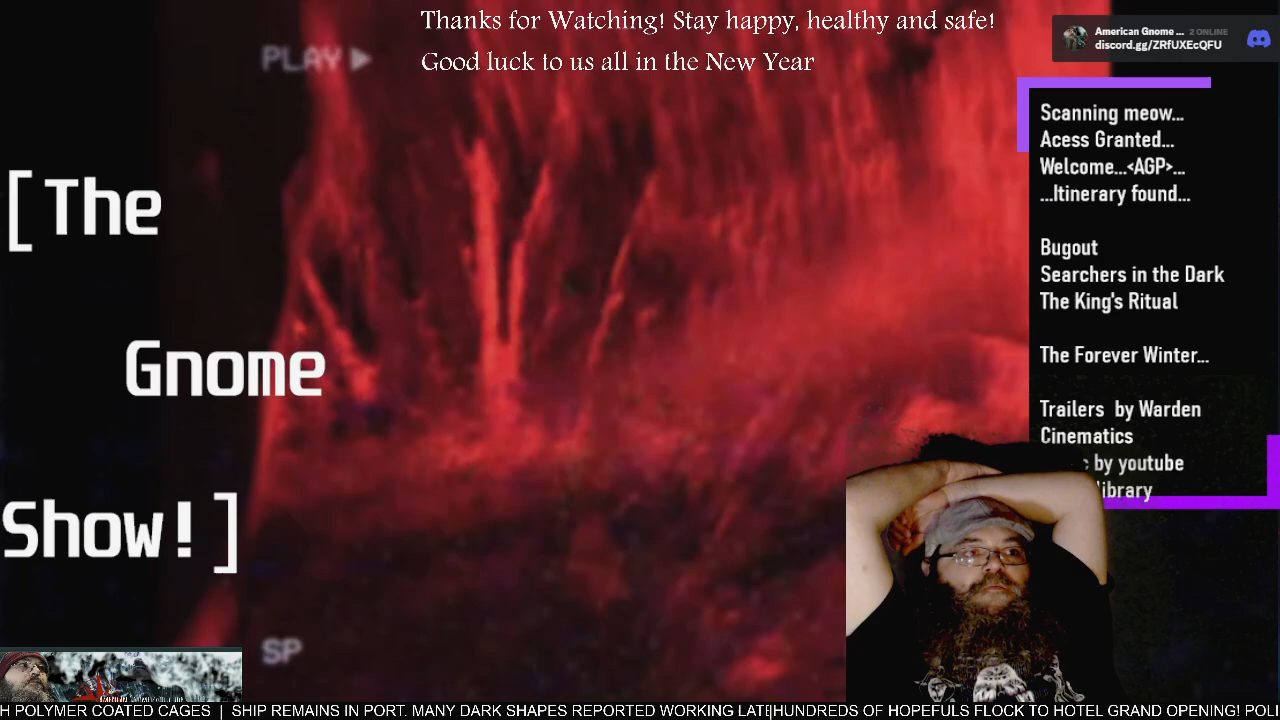 Thanks for Watching! Stay happy, healthy and safe!
Good luck to us all in the New Year
PLAY
American Gnome ... 2 ONLINE
discord.gg/ZRfUXEcQFU
[The
Gnome
Show!]
Scanning meow...
Acess Granted...
Welcome...<AGP>...
...Itinerary found...
Bugout
Searchers in the Dark
The King's Ritual
The Forever Winter...
Trailers by Warden
Cinematics
by youtube
library
SP
H POLYMER COATED CAGES | SHIP REMAINS IN PORT. MANY DARK SHAPES REPORTED WORKING LATE|HUNDREDS OF HOPEFULS FLOCK TO HOTEL GRAND OPENING! POLI